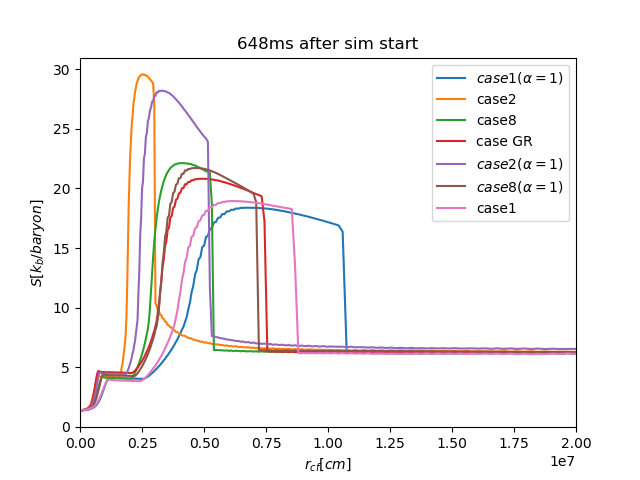 648ms after sim start
30
25
20
15
10
5
0
S[k_b/baryon]
case1(α = 1)
case2
case8
case GR
case2(α = 1)
case8(α = 1)
case1
0.00 0.25 0.50 0.75 1.00 1.25 1.50 1.75 2.00
1e7
r_cf[cm]